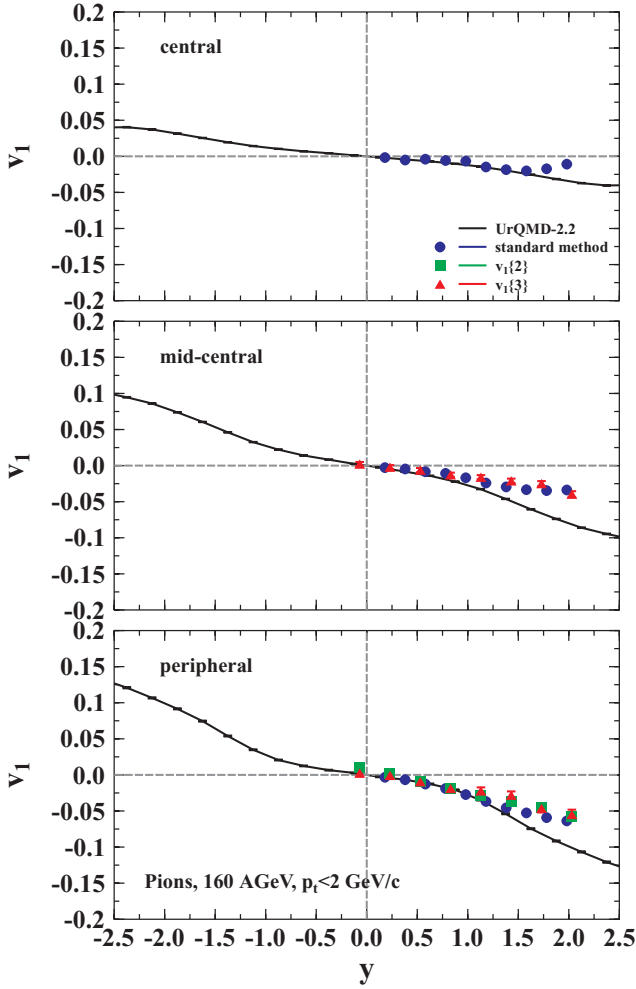 0.2
central
0.15
0.1
0.05
v1
0.0
-0.05
UrQMD-2.2
-0.1
standard method
v1{2}
-0.15
v1{3}
-0.2
0.2
mid-central
0.15
0.1
0.05
v1
0.0
-0.05
-0.1
-0.15
-0.2
0.2
peripheral
0.15
0.1
0.05
v1
0.0
-0.05
-0.1
Pions, 160 AGeV, pt<2 GeV/c
-0.15
-0.2
-2.5 -2.0 -1.5 -1.0 -0.5 0.0 0.5 1.0 1.5 2.0 2.5
y